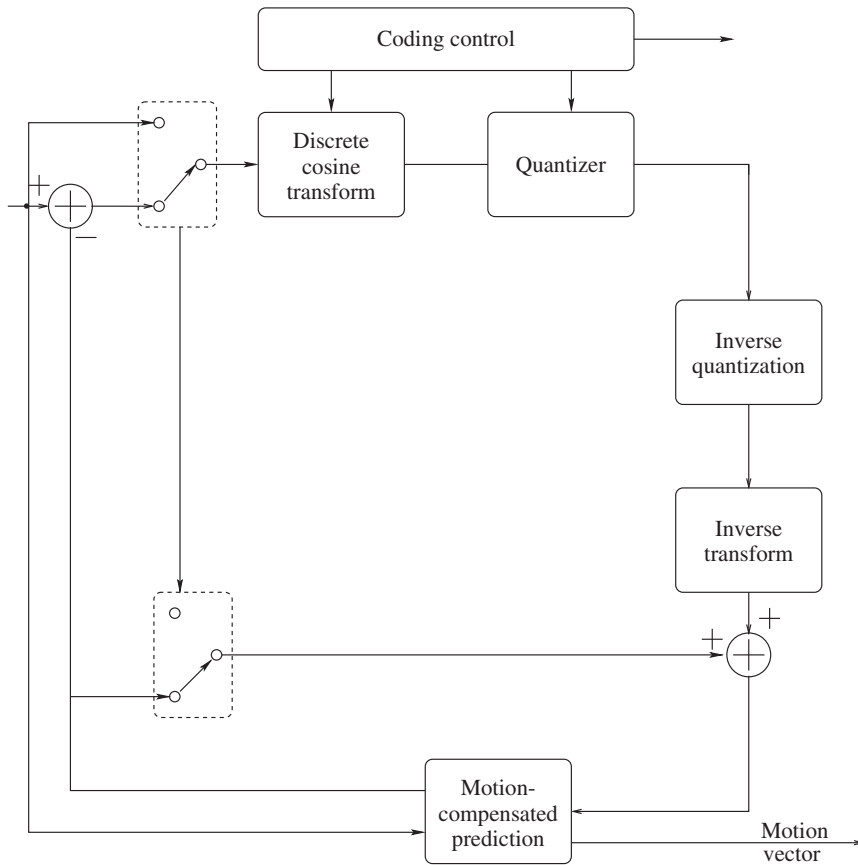 Coding control
Discrete
cosine
transform
Quantizer
+
+
−
Inverse
quantization
Inverse
transform
+
+
+
Motion-
compensated
prediction
Motion
vector